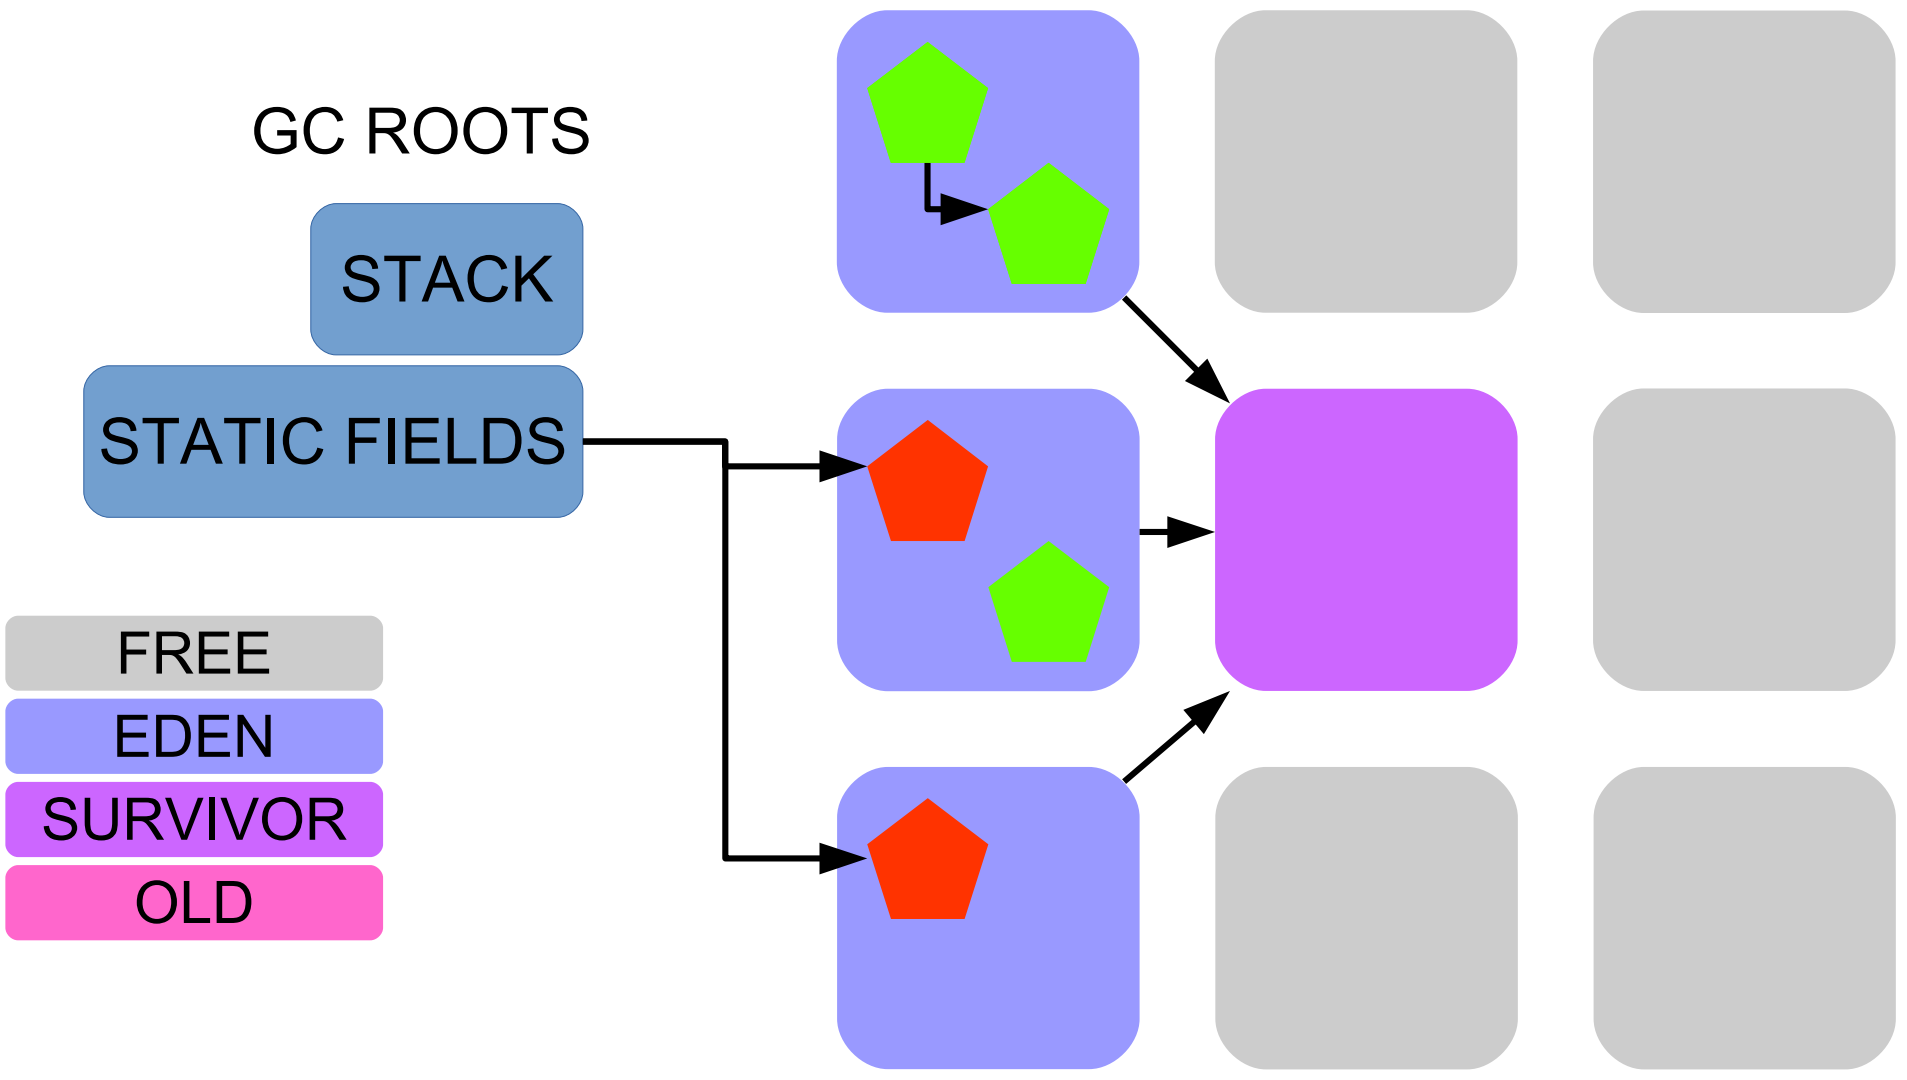 GC ROOTS
STACK
STATIC FIELDS
FREE
EDEN
SURVIVOR
OLD